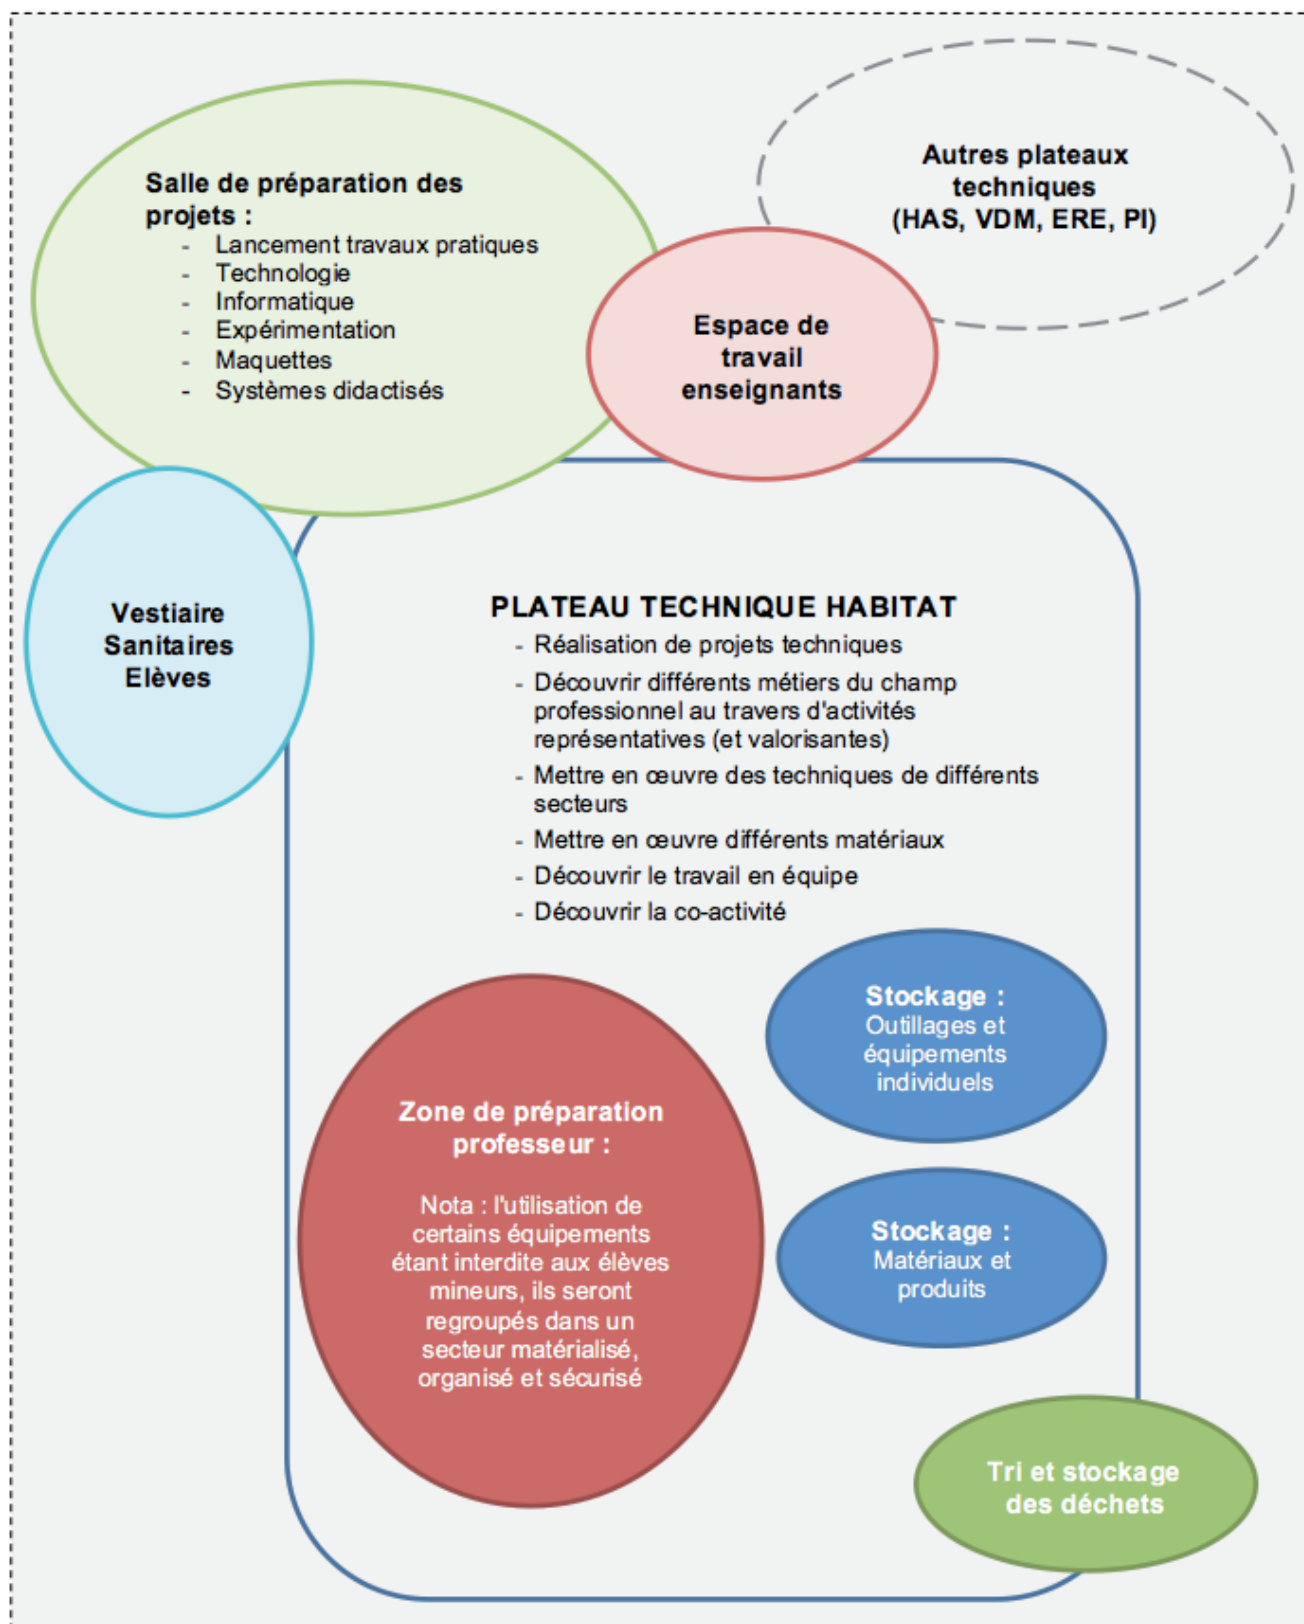 Salle de préparation des
projets :
- Lancement travaux pratiques
- Technologie
- Informatique
- Expérimentation
- Maquettes
- Systèmes didactisés
Autres plateaux
techniques
(HAS, VDM, ERE, PI)
Espace de
travail
enseignants
Vestiaire
Sanitaires
Elèves
PLATEAU TECHNIQUE HABITAT
- Réalisation de projets techniques
- Découvrir différents métiers du champ
professionnel au travers d'activités
représentatives (et valorisantes)
- Mettre en œuvre des techniques de différents
secteurs
- Mettre en œuvre différents matériaux
- Découvrir le travail en équipe
- Découvrir la co-activité
Stockage :
Outillages et
équipements
individuels
Zone de préparation
professeur :
Nota : l'utilisation de
certains équipements
étant interdite aux élèves
mineurs, ils seront
regroupés dans un
secteur matérialisé,
organisé et sécurisé
Stockage :
Matériaux et
produits
Tri et stockage
des déchets